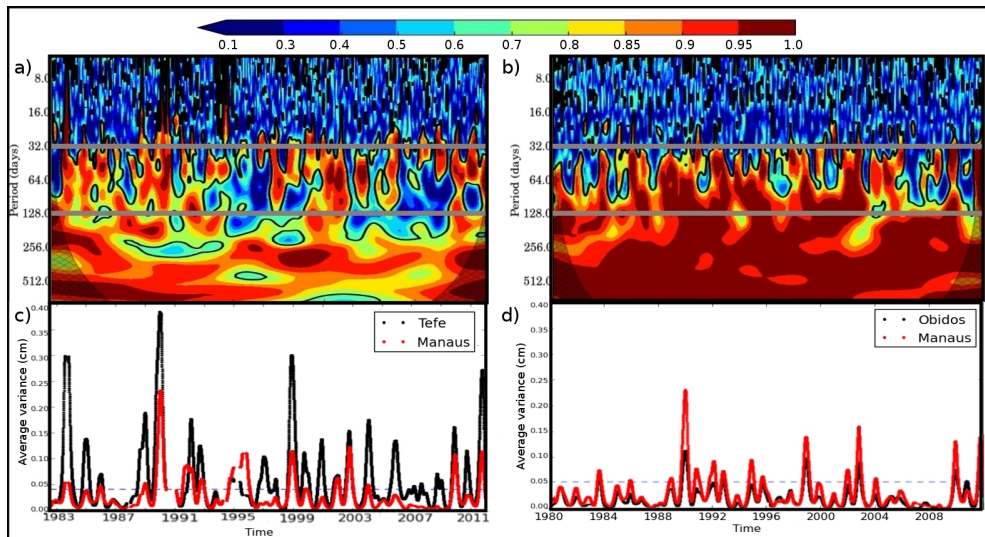 0.1 0.3 0.4 0.5 0.6 0.7 0.8 0.85 0.9 0.95 1.0
a)
8.0
16.0
32.0
64.0
128.0
256.0
512.0
Period (days)
b)
8.0
16.0
32.0
64.0
128.0
256.0
512.0
Period (days)
c)
0.40
0.35
0.30
0.25
0.20
0.15
0.10
0.05
0.00
Average variance (cm)
Tefe
Manaus
1983 1987 1991 1995 1999 2003 2007 2011
Time
d)
0.40
0.35
0.30
0.25
0.20
0.15
0.10
0.05
0.00
Average variance (cm)
Obidos
Manaus
1980 1984 1988 1992 1996 2000 2004 2008
Time